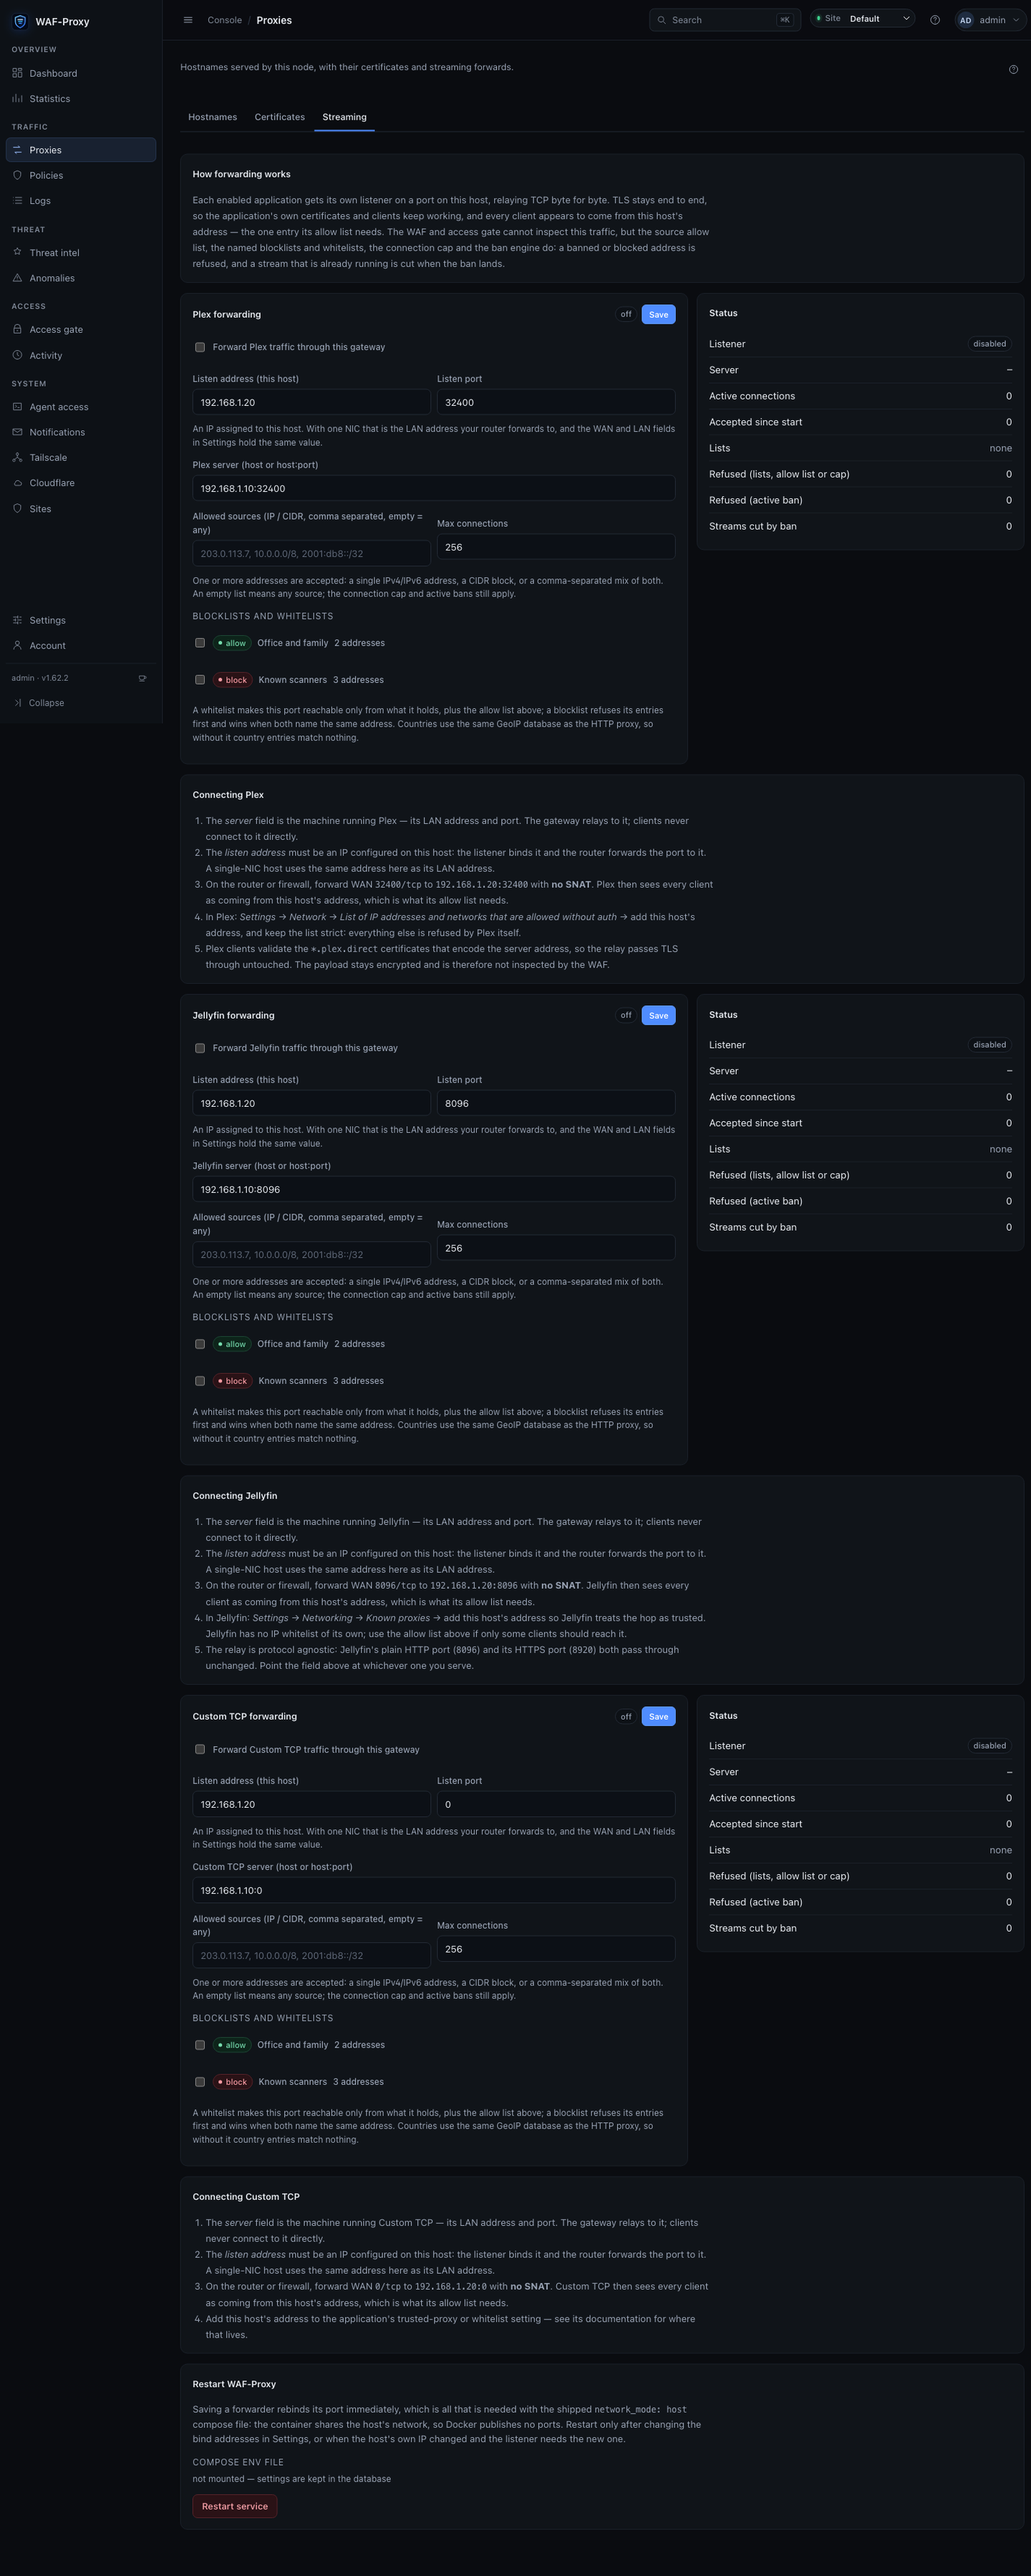 WAF-Proxy
OVERVIEW
Dashboard
Statistics
TRAFFIC
Proxies
Policies
Logs
THREAT
Threat intel
Anomalies
ACCESS
Access gate
Activity
SYSTEM
Agent access
Notifications
Tailscale
Cloudflare
Sites
Settings
Account
admin · v1.62.2
Collapse
Console / Proxies
Search ⌘K
Site Default
AD admin
Hostnames served by this node, with their certificates and streaming forwards.
Hostnames Certificates Streaming
How forwarding works
Each enabled application gets its own listener on a port on this host, relaying TCP byte for byte. TLS stays end to end,
so the application's own certificates and clients keep working, and every client appears to come from this host's
address — the one entry its allow list needs. The WAF and access gate cannot inspect this traffic, but the source allow
list, the named blocklists and whitelists, the connection cap and the ban engine do: a banned or blocked address is
refused, and a stream that is already running is cut when the ban lands.
Plex forwarding off Save
Forward Plex traffic through this gateway
Listen address (this host) Listen port
192.168.1.20 32400
An IP assigned to this host. With one NIC that is the LAN address your router forwards to, and the WAN and LAN fields
in Settings hold the same value.
Plex server (host or host:port)
192.168.1.10:32400
Allowed sources (IP / CIDR, comma separated, empty =
any)
Max connections
203.0.113.7, 10.0.0.0/8, 2001:db8::/32 256
One or more addresses are accepted: a single IPv4/IPv6 address, a CIDR block, or a comma-separated mix of both.
An empty list means any source; the connection cap and active bans still apply.
BLOCKLISTS AND WHITELISTS
allow Office and family 2 addresses
block Known scanners 3 addresses
A whitelist makes this port reachable only from what it holds, plus the allow list above; a blocklist refuses its entries
first and wins when both name the same address. Countries use the same GeoIP database as the HTTP proxy, so
without it country entries match nothing.
Status
Listener disabled
Server —
Active connections 0
Accepted since start 0
Lists none
Refused (lists, allow list or cap) 0
Refused (active ban) 0
Streams cut by ban 0
Connecting Plex
1. The server field is the machine running Plex — its LAN address and port. The gateway relays to it; clients never
connect to it directly.
2. The listen address must be an IP configured on this host: the listener binds it and the router forwards the port to it.
A single-NIC host uses the same address here as its LAN address.
3. On the router or firewall, forward WAN 32400/tcp to 192.168.1.20:32400 with no SNAT. Plex then sees every client
as coming from this host's address, which is what its allow list needs.
4. In Plex: Settings → Network → List of IP addresses and networks that are allowed without auth → add this host's
address, and keep the list strict: everything else is refused by Plex itself.
5. Plex clients validate the *.plex.direct certificates that encode the server address, so the relay passes TLS
through untouched. The payload stays encrypted and is therefore not inspected by the WAF.
Jellyfin forwarding off Save
Forward Jellyfin traffic through this gateway
Listen address (this host) Listen port
192.168.1.20 8096
An IP assigned to this host. With one NIC that is the LAN address your router forwards to, and the WAN and LAN fields
in Settings hold the same value.
Jellyfin server (host or host:port)
192.168.1.10:8096
Allowed sources (IP / CIDR, comma separated, empty =
any)
Max connections
203.0.113.7, 10.0.0.0/8, 2001:db8::/32 256
One or more addresses are accepted: a single IPv4/IPv6 address, a CIDR block, or a comma-separated mix of both.
An empty list means any source; the connection cap and active bans still apply.
BLOCKLISTS AND WHITELISTS
allow Office and family 2 addresses
block Known scanners 3 addresses
A whitelist makes this port reachable only from what it holds, plus the allow list above; a blocklist refuses its entries
first and wins when both name the same address. Countries use the same GeoIP database as the HTTP proxy, so
without it country entries match nothing.
Status
Listener disabled
Server —
Active connections 0
Accepted since start 0
Lists none
Refused (lists, allow list or cap) 0
Refused (active ban) 0
Streams cut by ban 0
Connecting Jellyfin
1. The server field is the machine running Jellyfin — its LAN address and port. The gateway relays to it; clients never
connect to it directly.
2. The listen address must be an IP configured on this host: the listener binds it and the router forwards the port to it.
A single-NIC host uses the same address here as its LAN address.
3. On the router or firewall, forward WAN 8096/tcp to 192.168.1.20:8096 with no SNAT. Jellyfin then sees every
client as coming from this host's address, which is what its allow list needs.
4. In Jellyfin: Settings → Networking → Known proxies → add this host's address so Jellyfin treats the hop as trusted.
Jellyfin has no IP whitelist of its own; use the allow list above if only some clients should reach it.
5. The relay is protocol agnostic: Jellyfin's plain HTTP port (8096) and its HTTPS port (8920) both pass through
unchanged. Point the field above at whichever one you serve.
Custom TCP forwarding off Save
Forward Custom TCP traffic through this gateway
Listen address (this host) Listen port
192.168.1.20 0
An IP assigned to this host. With one NIC that is the LAN address your router forwards to, and the WAN and LAN fields
in Settings hold the same value.
Custom TCP server (host or host:port)
192.168.1.10:0
Allowed sources (IP / CIDR, comma separated, empty =
any)
Max connections
203.0.113.7, 10.0.0.0/8, 2001:db8::/32 256
One or more addresses are accepted: a single IPv4/IPv6 address, a CIDR block, or a comma-separated mix of both.
An empty list means any source; the connection cap and active bans still apply.
BLOCKLISTS AND WHITELISTS
allow Office and family 2 addresses
block Known scanners 3 addresses
A whitelist makes this port reachable only from what it holds, plus the allow list above; a blocklist refuses its entries
first and wins when both name the same address. Countries use the same GeoIP database as the HTTP proxy, so
without it country entries match nothing.
Status
Listener disabled
Server —
Active connections 0
Accepted since start 0
Lists none
Refused (lists, allow list or cap) 0
Refused (active ban) 0
Streams cut by ban 0
Connecting Custom TCP
1. The server field is the machine running Custom TCP — its LAN address and port. The gateway relays to it; clients
never connect to it directly.
2. The listen address must be an IP configured on this host: the listener binds it and the router forwards the port to it.
A single-NIC host uses the same address here as its LAN address.
3. On the router or firewall, forward WAN 0/tcp to 192.168.1.20:0 with no SNAT. Custom TCP then sees every client
as coming from this host's address, which is what its allow list needs.
4. Add this host's address to the application's trusted-proxy or whitelist setting — see its documentation for where
that lives.
Restart WAF-Proxy
Saving a forwarder rebinds its port immediately, which is all that is needed with the shipped network_mode: host
compose file: the container shares the host's network, so Docker publishes no ports. Restart only after changing the
bind addresses in Settings, or when the host's own IP changed and the listener needs the new one.
COMPOSE ENV FILE
not mounted — settings are kept in the database
Restart service